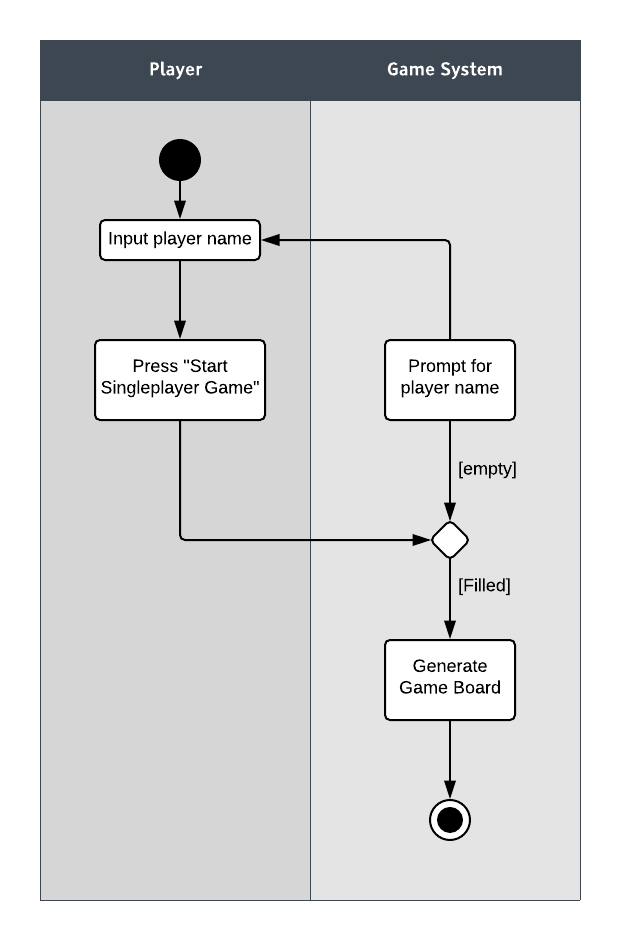 Player
Game System
Input player name
Press "Start
Singleplayer Game"
Prompt for
player name
[empty]
[Filled]
Generate
Game Board